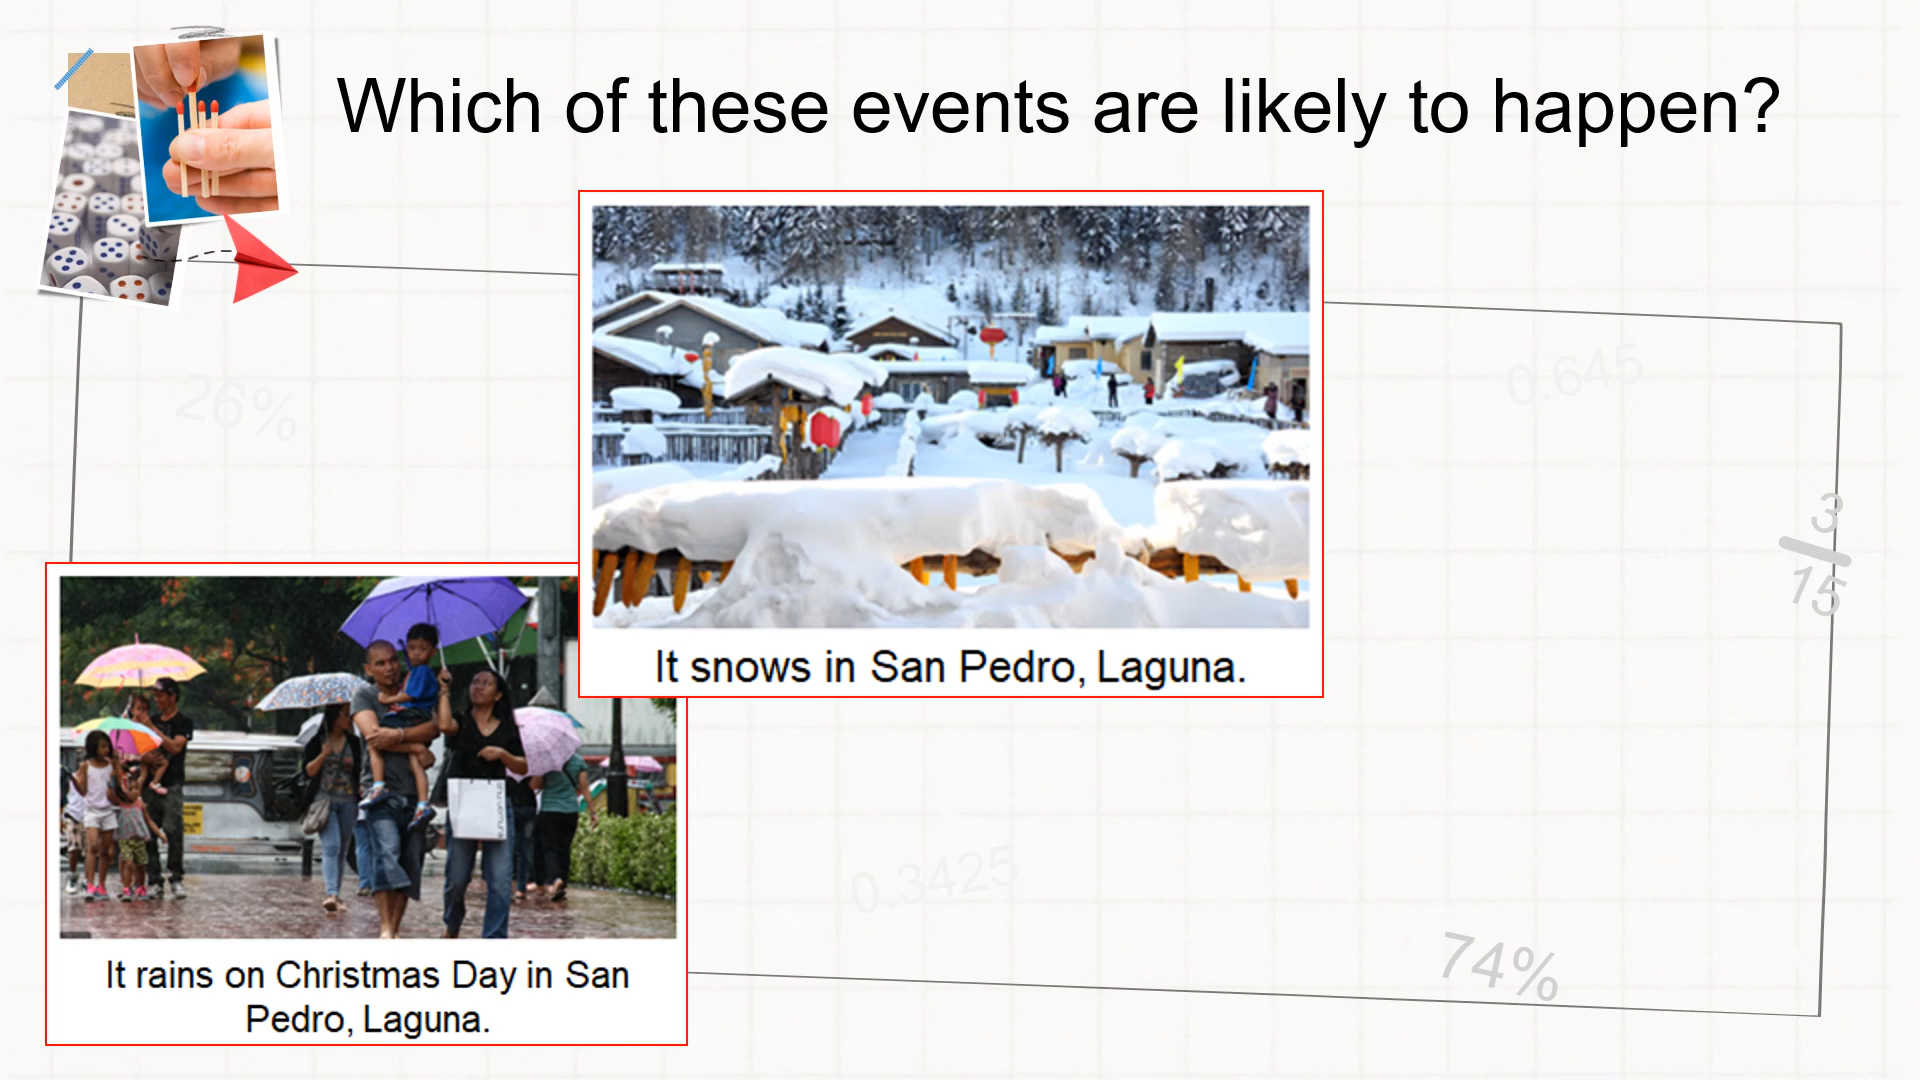 Which of these events are likely to happen?
26%
0.645
3
15
It snows in San Pedro, Laguna.
0.3425
74%
It rains on Christmas Day in San
Pedro, Laguna.